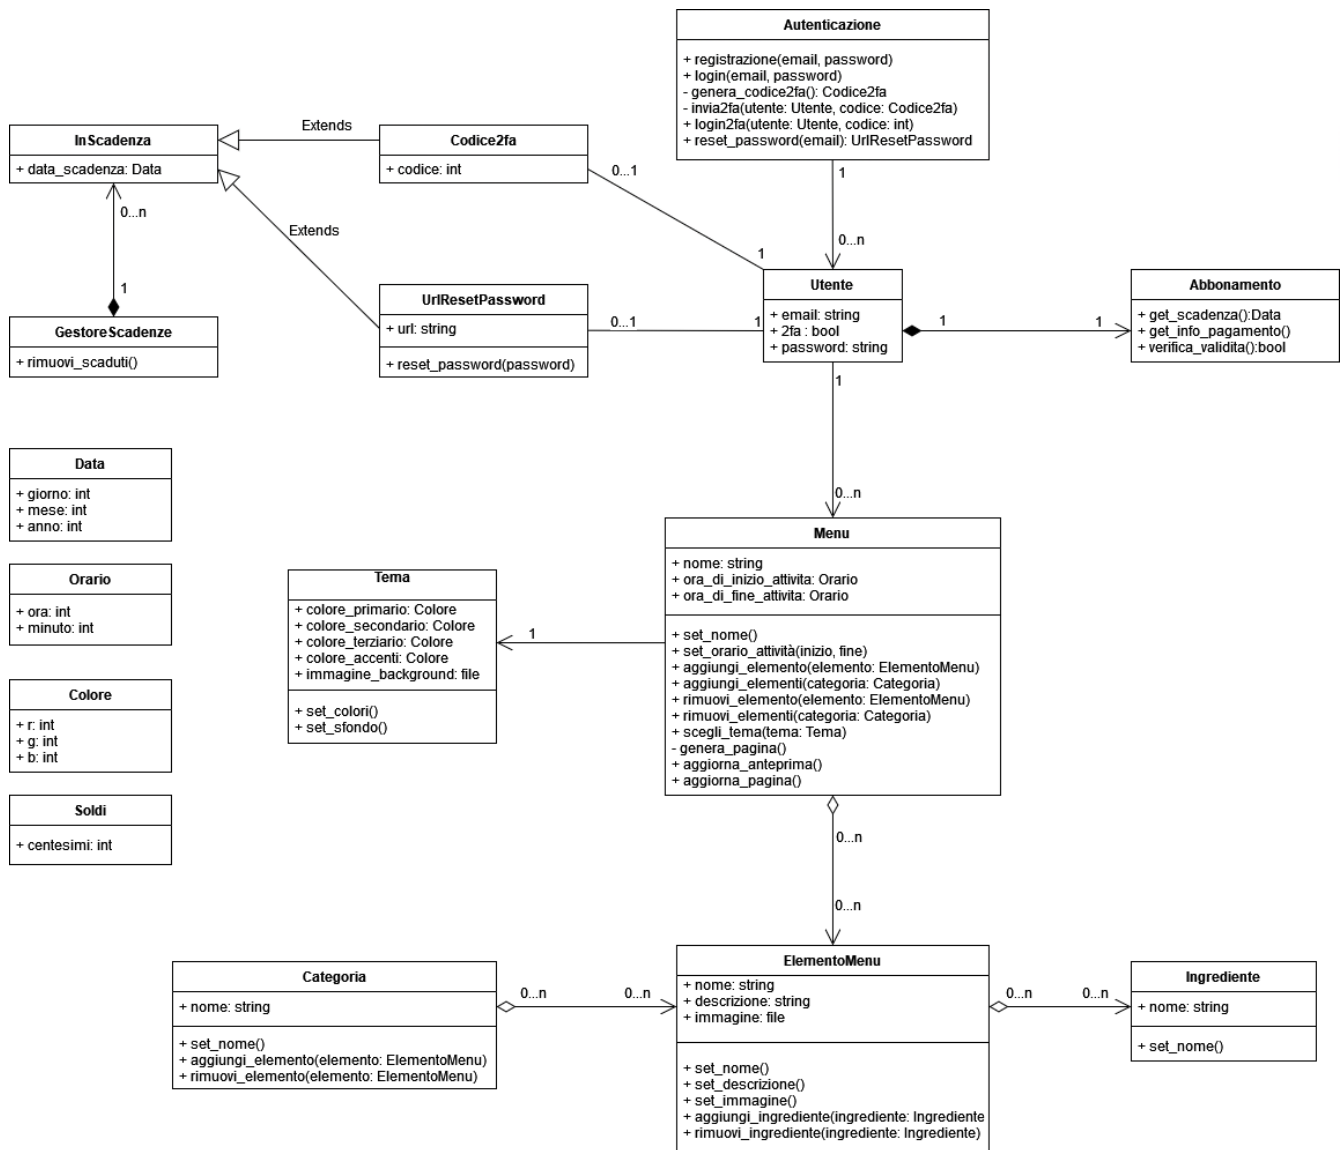 Autenticazione
+ registrazione(email, password)
+ login(email, password)
- genera_codice2fa(): Codice2fa
- invia2fa(utente: Utente, codice: Codice2fa)
+ login2fa(utente: Utente, codice: int)
+ reset_password(email): UrlResetPassword
InScadenza
+ data_scadenza: Data
Extends
Codice2fa
+ codice: int
0...1
1
1
0...n
0...n
Extends
1
GestoreScadenze
+ rimuovi_scaduti()
UrlResetPassword
+ url: string
+ reset_password(password)
0...1
1
Utente
+ email: string
+ 2fa : bool
+ password: string
1
1
Abbonamento
+ get_scadenza():Data
+ get_info_pagamento()
+ verifica_validita():bool
1
0...n
Data
+ giorno: int
+ mese: int
+ anno: int
Orario
+ ora: int
+ minuto: int
Colore
+ r: int
+ g: int
+ b: int
Soldi
+ centesimi: int
Tema
+ colore_primario: Colore
+ colore_secondario: Colore
+ colore_terziario: Colore
+ colore_accenti: Colore
+ immagine_background: file
+ set_colori()
+ set_sfondo()
1
Menu
+ nome: string
+ ora_di_inizio_attivita: Orario
+ ora_di_fine_attivita: Orario
+ set_nome()
+ set_orario_attività(inizio, fine)
+ aggiungi_elemento(elemento: ElementoMenu)
+ aggiungi_elementi(categoria: Categoria)
+ rimuovi_elemento(elemento: ElementoMenu)
+ rimuovi_elementi(categoria: Categoria)
+ scegli_tema(tema: Tema)
- genera_pagina()
+ aggiorna_anteprima()
+ aggiorna_pagina()
0...n
0...n
Categoria
+ nome: string
+ set_nome()
+ aggiungi_elemento(elemento: ElementoMenu)
+ rimuovi_elemento(elemento: ElementoMenu)
0...n
0...n
ElementoMenu
+ nome: string
+ descrizione: string
+ immagine: file
+ set_nome()
+ set_descrizione()
+ set_immagine()
+ aggiungi_ingrediente(ingrediente: Ingrediente
+ rimuovi_ingrediente(ingrediente: Ingrediente)
0...n
0...n
Ingrediente
+ nome: string
+ set_nome()